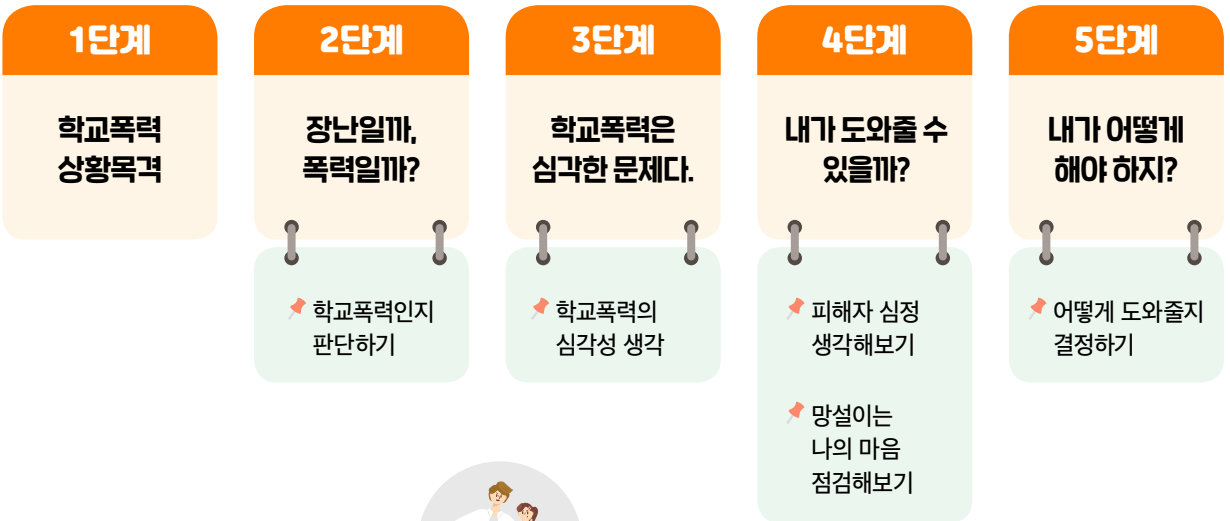 1단계
학교폭력
상황목격
2단계
장난일까,
폭력일까?
학교폭력인지
판단하기
3단계
학교폭력은
심각한 문제다.
학교폭력의
심각성 생각
4단계
내가 도와줄 수
있을까?
피해자 심정
생각해보기
망설이는
나의 마음
점검해보기
5단계
내가 어떻게
해야 하지?
어떻게 도와줄지
결정하기